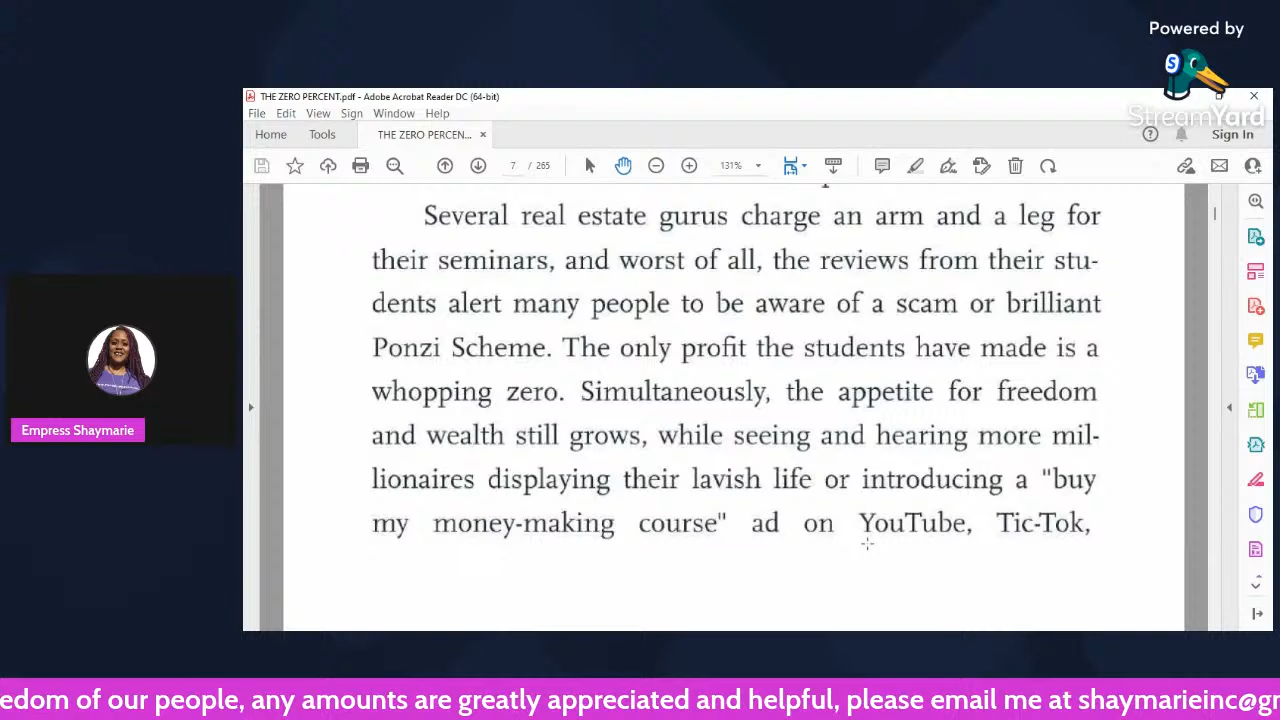 Powered by
StreamYard
THE ZERO PERCENT.pdf - Adobe Acrobat Reader DC (64-bit)
File Edit View Sign Window Help
Home Tools THE ZERO PERCEN... × Sign In
7 / 265 131%
Several real estate gurus charge an arm and a leg for
their seminars, and worst of all, the reviews from their stu-
dents alert many people to be aware of a scam or brilliant
Ponzi Scheme. The only profit the students have made is a
whopping zero. Simultaneously, the appetite for freedom
and wealth still grows, while seeing and hearing more mil-
lionaires displaying their lavish life or introducing a "buy
my money-making course" ad on YouTube, Tic-Tok,
Empress Shaymarie
edom of our people, any amounts are greatly appreciated and helpful, please email me at shaymarieinc@g